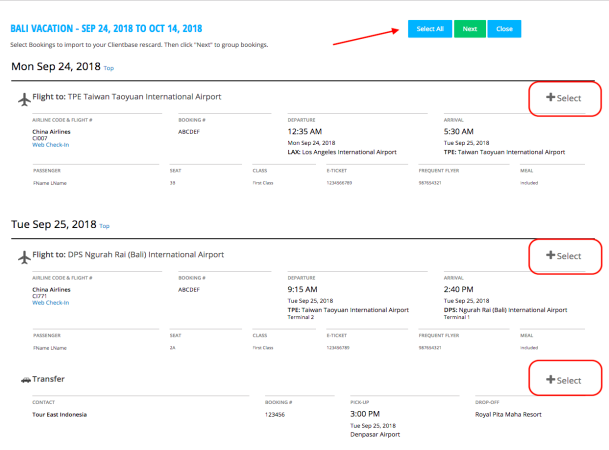 BALI VACATION - SEP 24, 2018 TO OCT 14, 2018
Select All Next Close
Select Bookings to import to your Clientbase rescard. Then click "Next" to group bookings.
Mon Sep 24, 2018 Top
Flight to: TPE Taiwan Taoyuan International Airport
Select
AIRLINE CODE & FLIGHT # BOOKING # DEPARTURE ARRIVAL
China Airlines ABCDEF 12:35 AM 5:30 AM
CI007
Web Check-In Mon Sep 24, 2018 Tue Sep 25, 2018
LAX: Los Angeles International Airport TPE: Taiwan Taoyuan International Airport
PASSENGER SEAT CLASS E-TICKET FREQUENT FLYER MEAL
FName LName 3B First Class 1234566789 987654321 Included
Tue Sep 25, 2018 Top
Flight to: DPS Ngurah Rai (Bali) International Airport
Select
AIRLINE CODE & FLIGHT # BOOKING # DEPARTURE ARRIVAL
China Airlines ABCDEF 9:15 AM 2:40 PM
CI771
Web Check-In Tue Sep 25, 2018 Tue Sep 25, 2018
TPE: Taiwan Taoyuan International Airport DPS: Ngurah Rai (Bali) International Airport
Terminal 2 Terminal 1
PASSENGER SEAT CLASS E-TICKET FREQUENT FLYER MEAL
FName LName 2A First Class 123456789 987654321 Included
Transfer
Select
CONTACT BOOKING # PICK-UP DROP-OFF
Tour East Indonesia 123456 3:00 PM Royal Pita Maha Resort
Tue Sep 25, 2018
Denpasar Airport